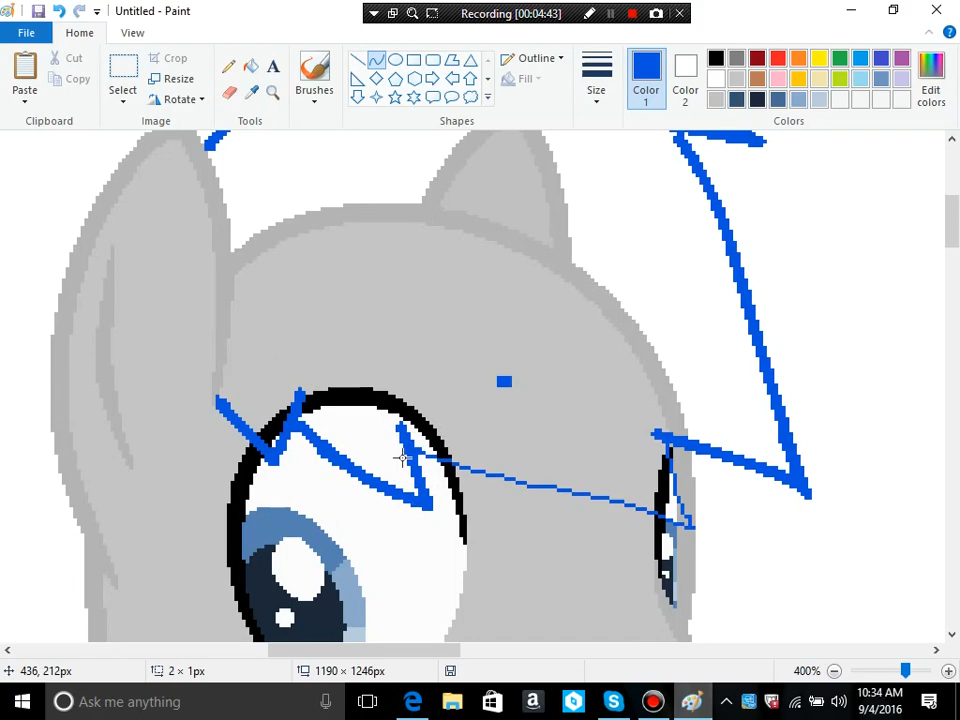 Untitled - Paint
Recording [00:04:43]
File Home View
Paste
Cut
Copy
Clipboard
Select
Crop
Resize
Rotate
Image
A
Tools
Brushes
Shapes
Outline
Fill
Size
Color 1
Color 2
Edit colors
Colors
436, 212px
2 × 1px
1190 × 1246px
400%
Ask me anything
10:34 AM
9/4/2016